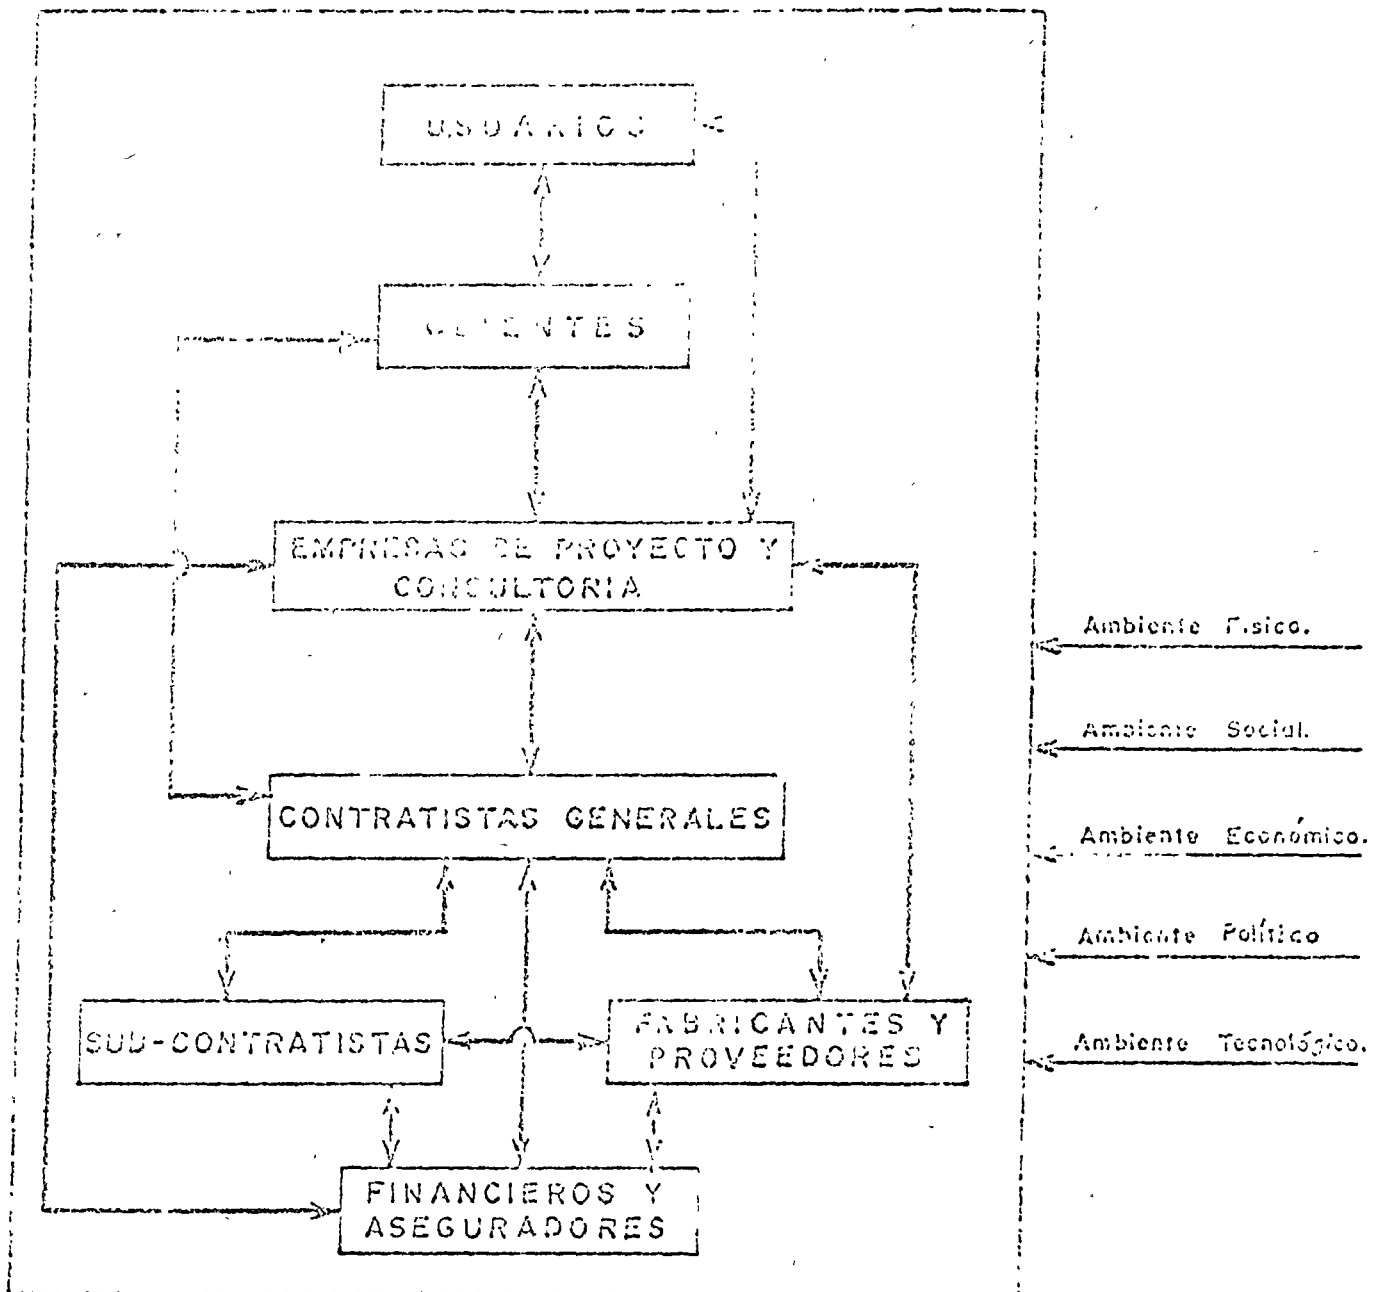 USUARIOS
CLIENTES
EMPRESAS DE PROYECTO Y
CONSULTORIA
Ambiente Físico.
Ambiente Social.
CONTRATISTAS GENERALES
Ambiente Económico.
Ambiente Político
SUB-CONTRATISTAS
FABRICANTES Y
PROVEEDORES
Ambiente Tecnológico.
FINANCIEROS Y
ASEGURADORES